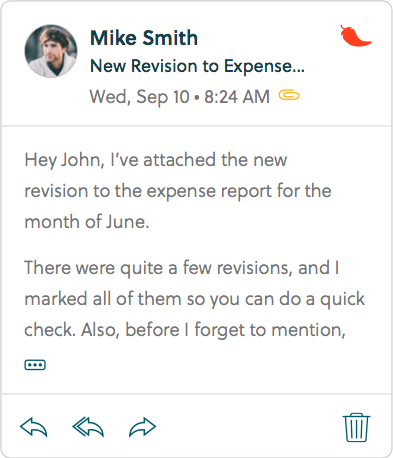 Mike Smith
New Revision to Expense...
Wed, Sep 10 • 8:24 AM
Hey John, I’ve attached the new
revision to the expense report for the
month of June.
There were quite a few revisions, and I
marked all of them so you can do a quick
check. Also, before I forget to mention,